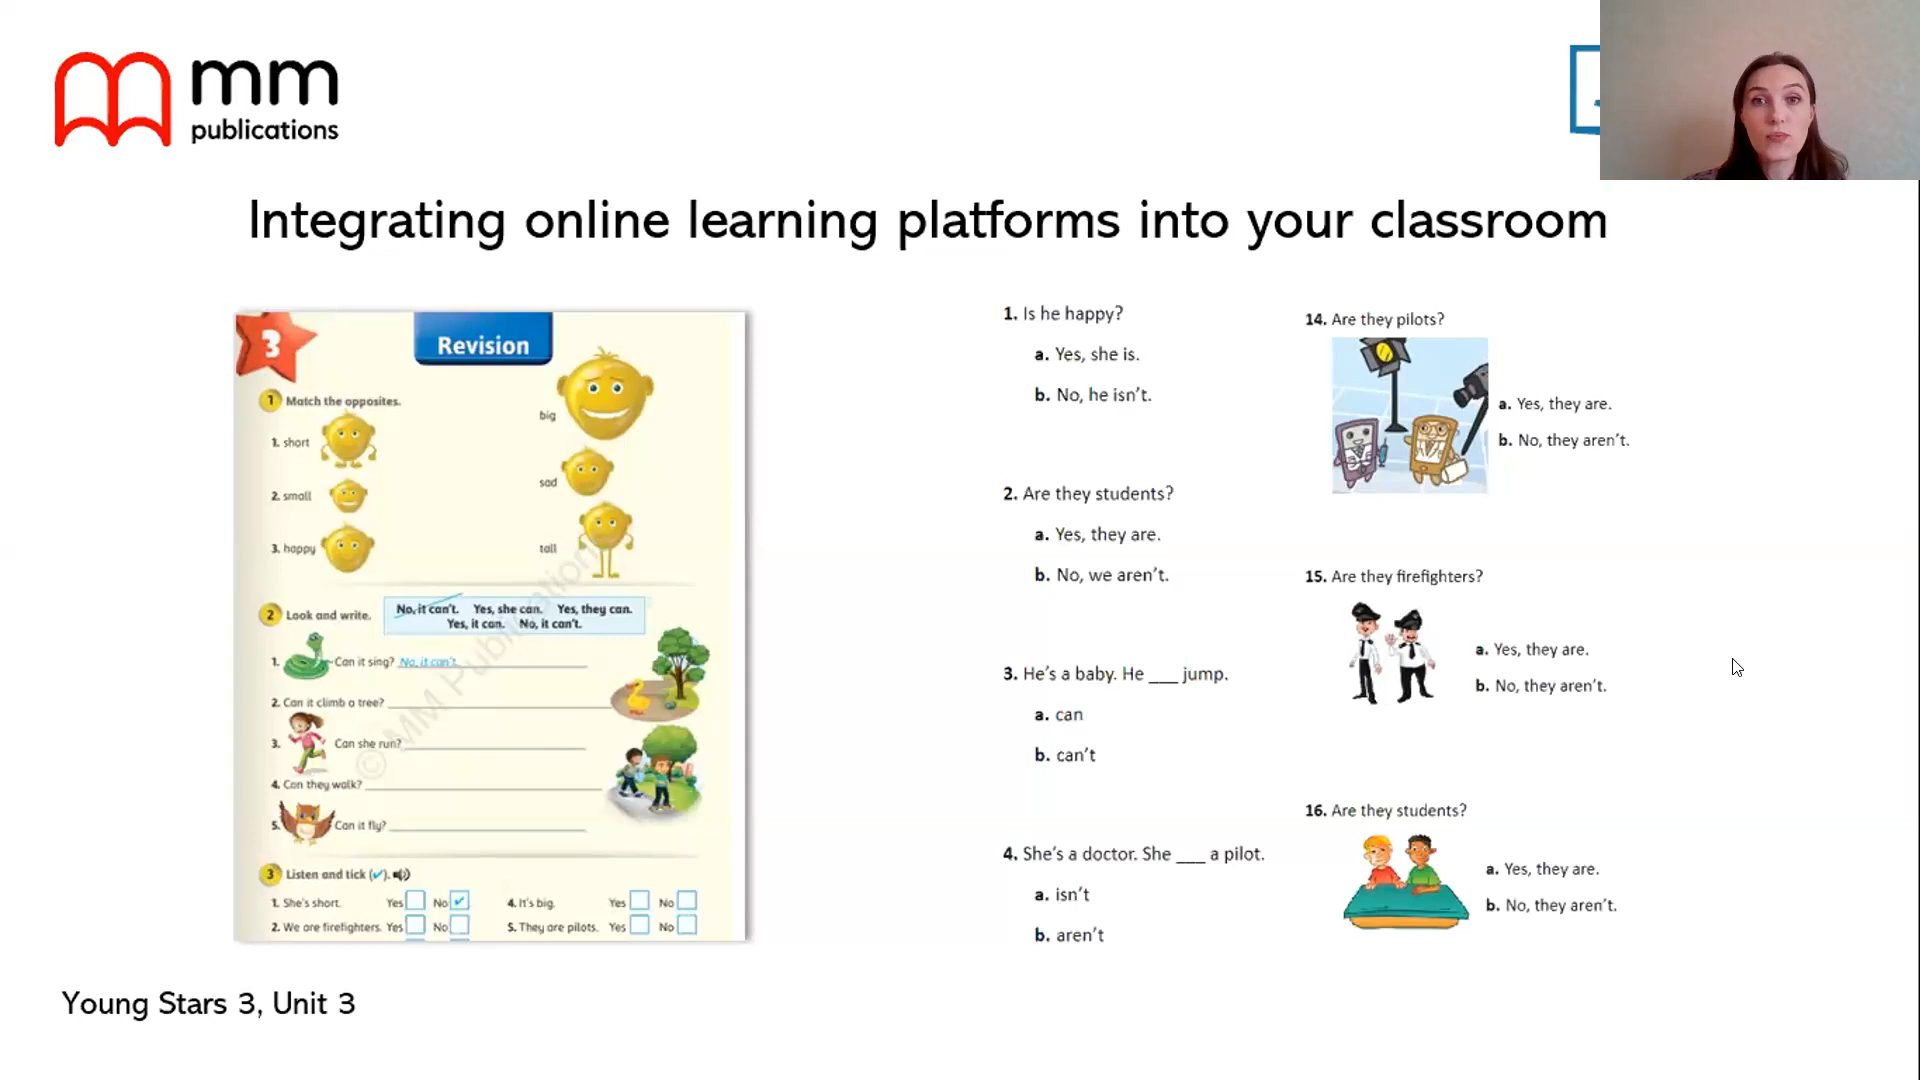 mm
publications
Integrating online learning platforms into your classroom
3
Revision
1 Match the opposites.
big
1. short
sad
2. small
3. happy
tall
2 Look and write.
No, it can't. Yes, she can. Yes, they can.
Yes, it can. No, it can't.
1. Can it sing? No, it can't.
2. Can it climb a tree?
3. Can she run?
4. Can they walk?
5. Can it fly?
3 Listen and tick (✓).
1. She's short. Yes No ✓ 4. It's big. Yes No
2. We are firefighters. Yes No 5. They are pilots. Yes No
© MM Publications
1. Is he happy?
a. Yes, she is.
b. No, he isn't.
2. Are they students?
a. Yes, they are.
b. No, we aren't.
3. He's a baby. He ___ jump.
a. can
b. can't
4. She's a doctor. She ___ a pilot.
a. isn't
b. aren't
14. Are they pilots?
a. Yes, they are.
b. No, they aren't.
15. Are they firefighters?
a. Yes, they are.
b. No, they aren't.
16. Are they students?
a. Yes, they are.
b. No, they aren't.
Young Stars 3, Unit 3